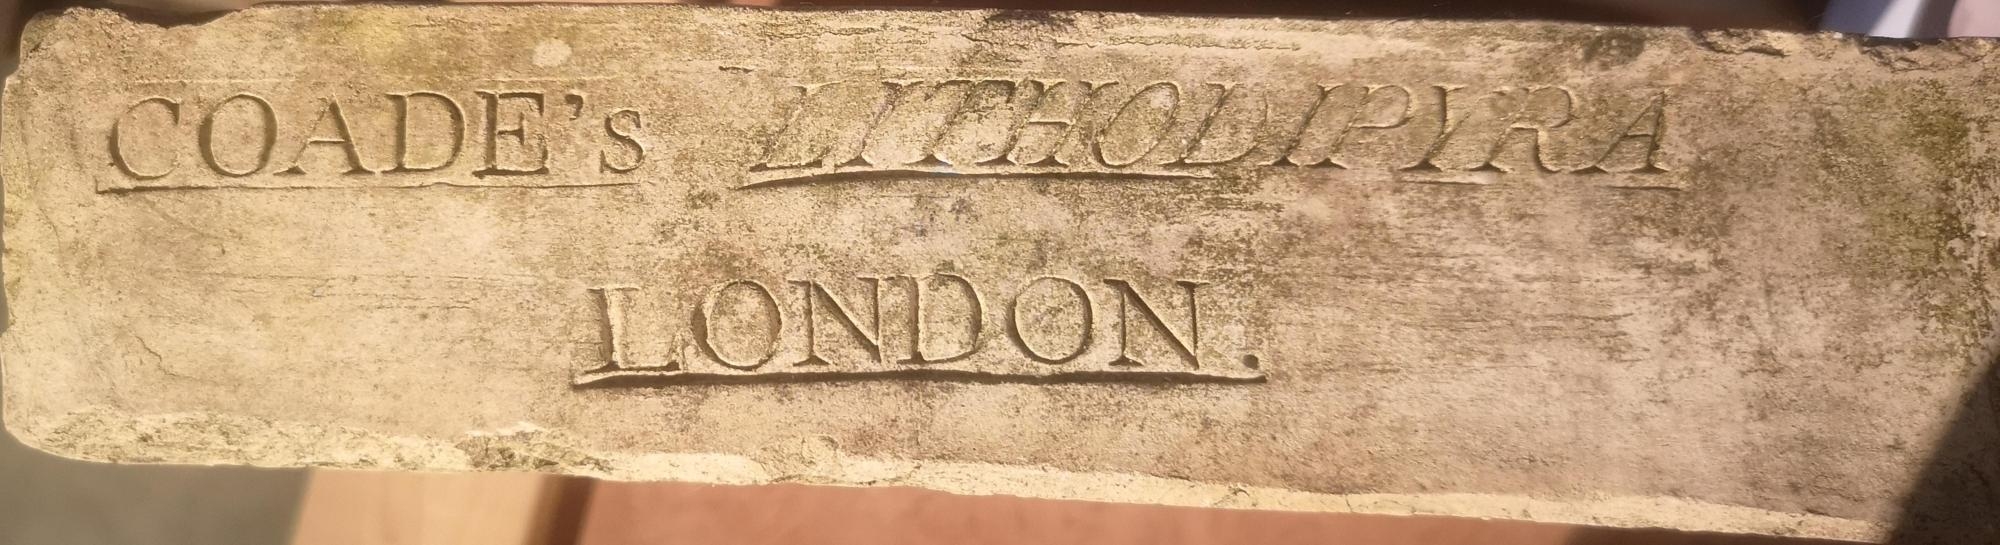 COADE's LITHODIPYRA
LONDON.